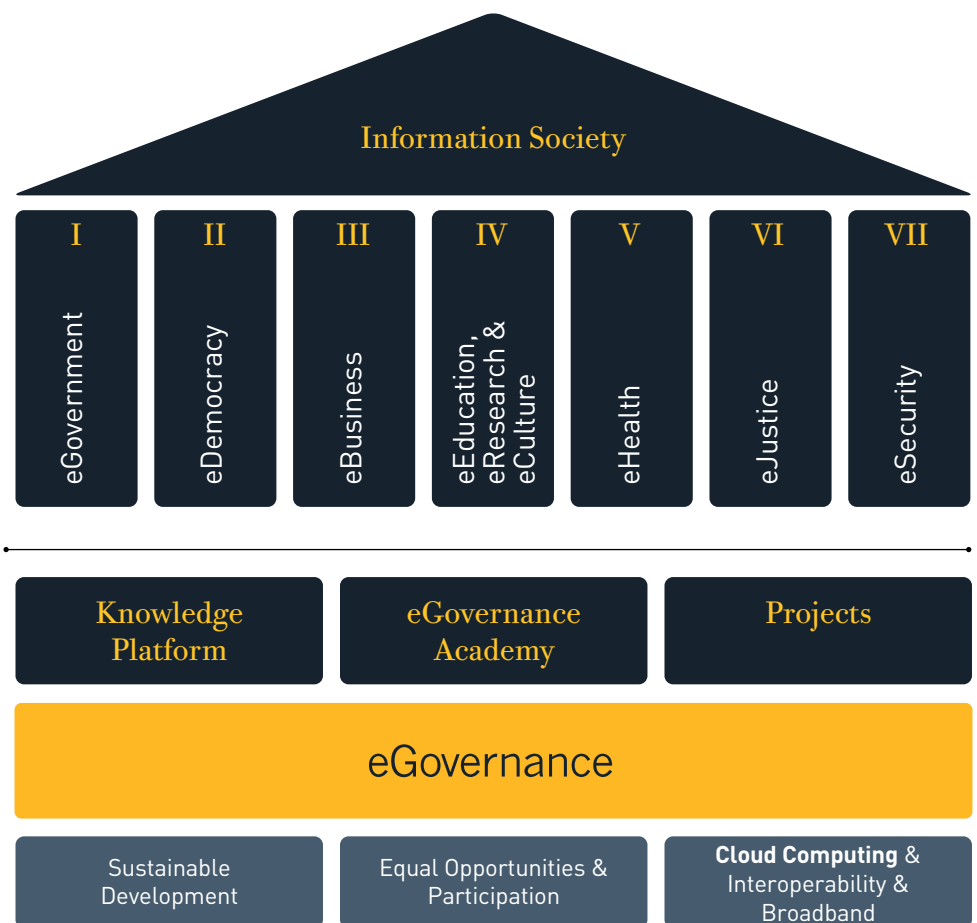 Information Society
I
II
III
IV
V
VI
VII
eGovernment
eDemocracy
eBusiness
eEducation,
eResearch &
eCulture
eHealth
eJustice
eSecurity
Knowledge
Platform
eGovernance
Academy
Projects
eGovernance
Sustainable
Development
Equal Opportunities &
Participation
Cloud Computing &
Interoperability &
Broadband